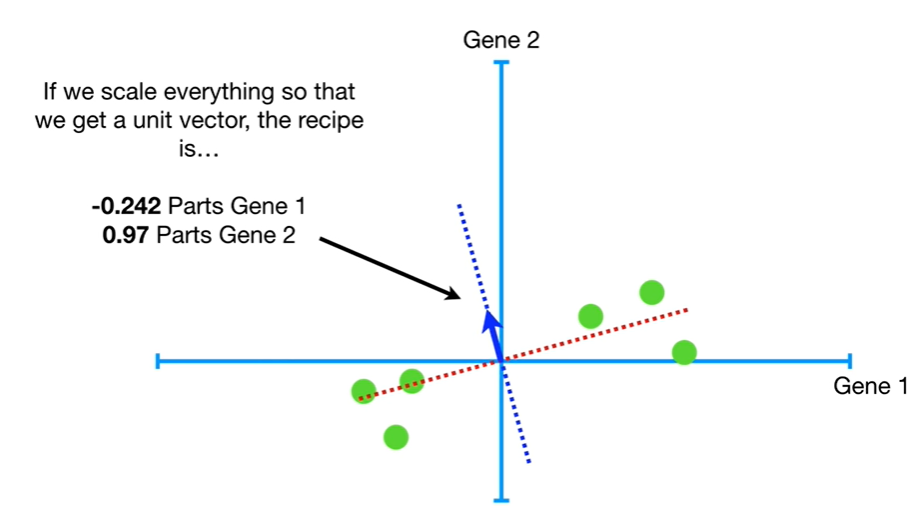 Gene 2
If we scale everything so that
we get a unit vector, the recipe
is…
-0.242 Parts Gene 1
0.97 Parts Gene 2
Gene 1